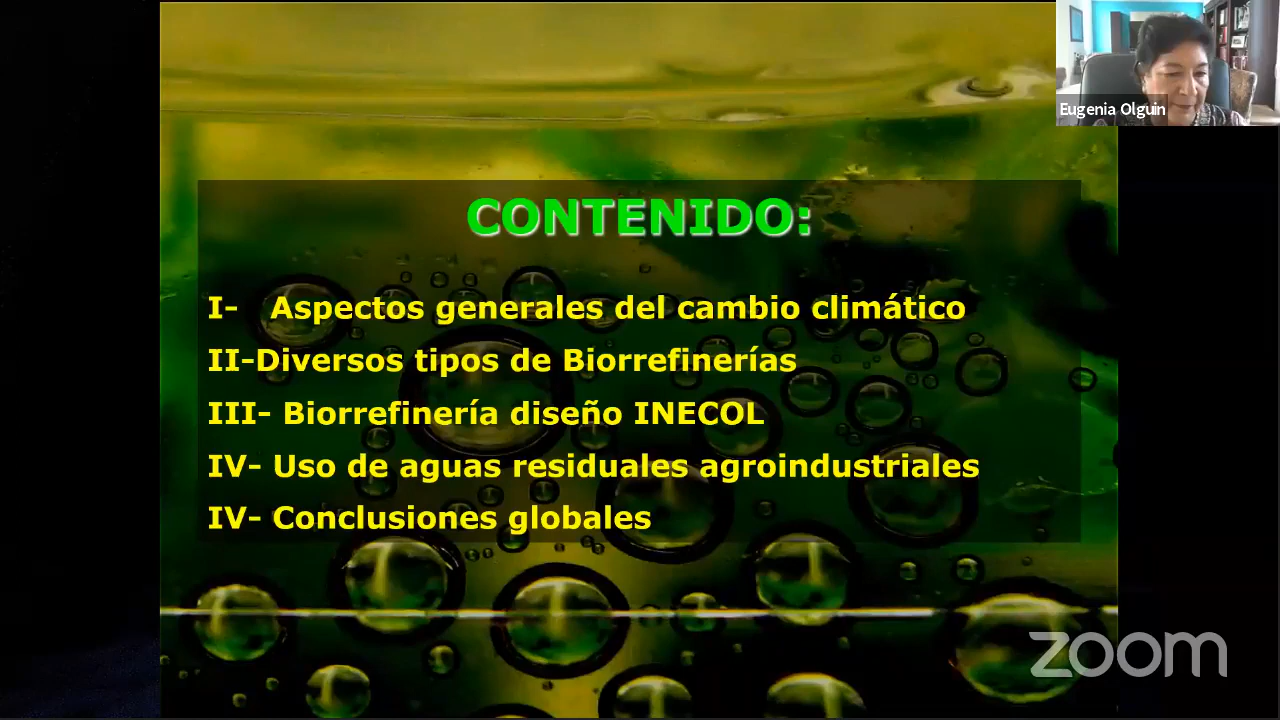 Eugenia Olguin
CONTENIDO:
I- Aspectos generales del cambio climático
II-Diversos tipos de Biorrefinerías
III- Biorrefinería diseño INECOL
IV- Uso de aguas residuales agroindustriales
IV- Conclusiones globales
zoom